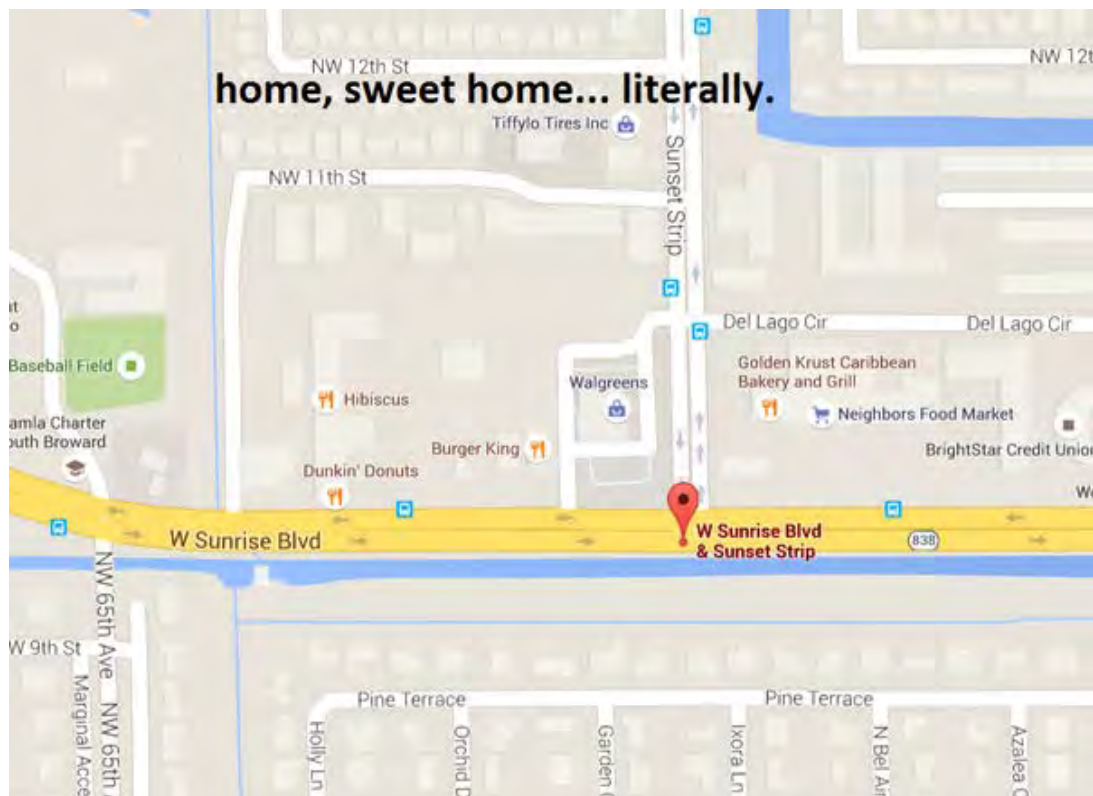 NW 12th St
NW 12t
home, sweet home... literally.
Tiffylo Tires Inc
Sunset Strip
NW 11th St
Del Lago Cir
Del Lago Cir
Golden Krust Caribbean
Bakery and Grill
Walgreens
Baseball Field
Hibiscus
Neighbors Food Market
amla Charter
outh Broward
Burger King
BrightStar Credit Union
Dunkin' Donuts
We
W Sunrise Blvd
W Sunrise Blvd
& Sunset Strip
838
NW 65th Ave
NW 65th
W 9th St
Marginal Acce
Pine Terrace
Pine Terrace
Holly Ln
Orchid D
Garden
Ixora Ln
N Bel Air
Azalea